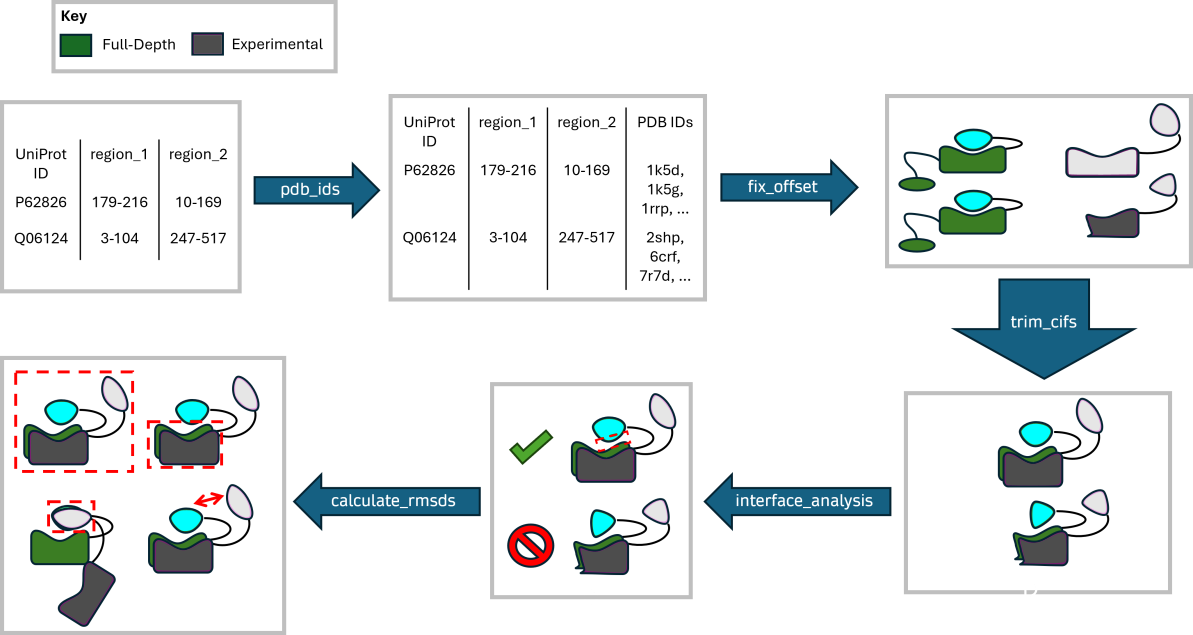 Key
Full-Depth Experimental
UniProt ID region_1 region_2
P62826 179-216 10-169
Q06124 3-104 247-517
pdb_ids
UniProt ID region_1 region_2 PDB IDs
P62826 179-216 10-169 1k5d,
1k5g,
1rrp, ...
Q06124 3-104 247-517 2shp,
6crf,
7r7d, ...
fix_offset
trim_cifs
interface_analysis
calculate_rmsds